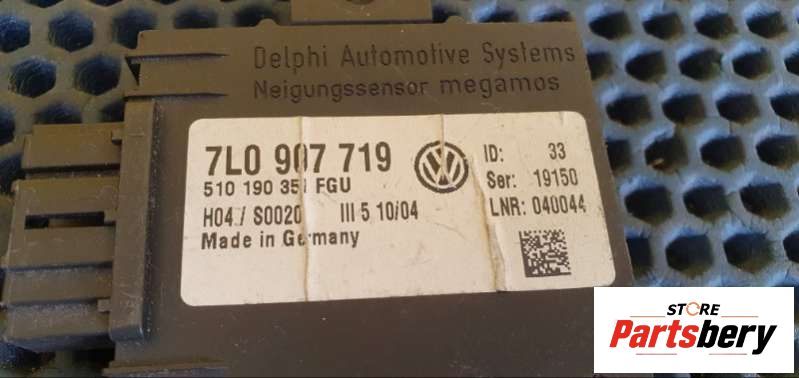 Delphi Automotive Systems
Neigungssensor megamos
7L0 907 719
510 190 351 FGU
H04 / S0020 III 5 10/04
Made in Germany
ID: 33
Ser: 19150
LNR: 040044
STORE
Partsbery